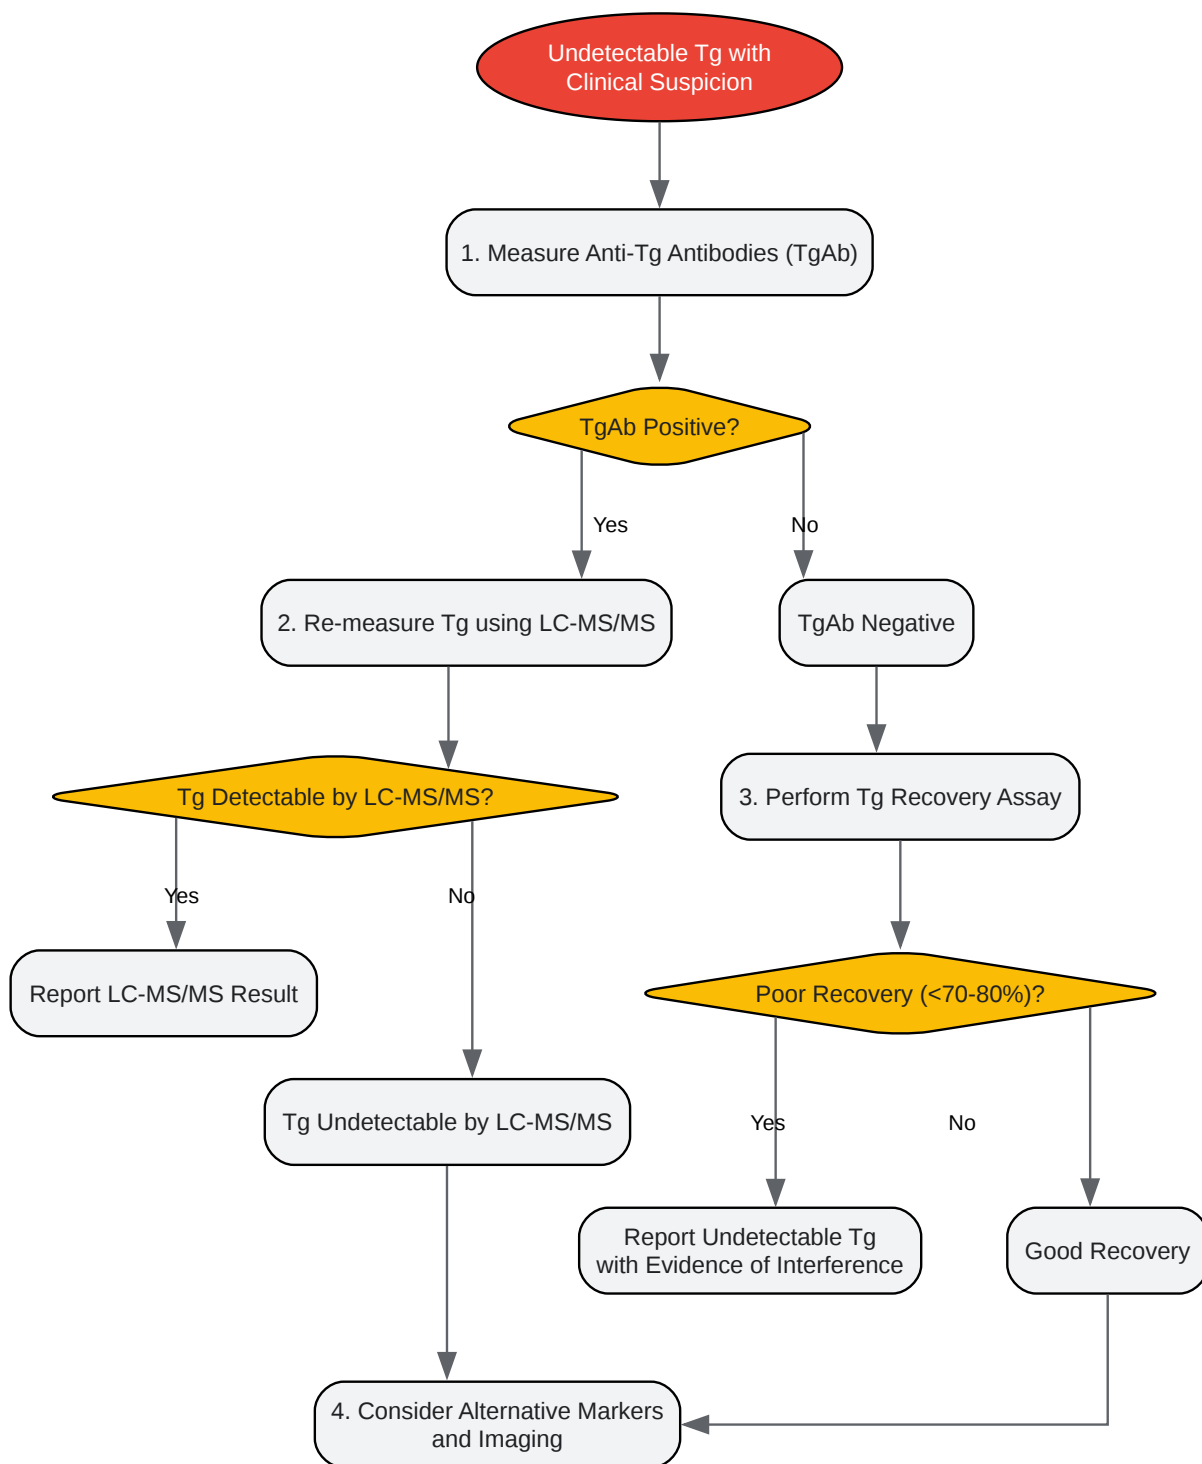 Undetectable Tg with
Clinical Suspicion
1. Measure Anti-Tg Antibodies (TgAb)
TgAb Positive?
Yes
No
2. Re-measure Tg using LC-MS/MS
TgAb Negative
Tg Detectable by LC-MS/MS?
3. Perform Tg Recovery Assay
Yes
No
Report LC-MS/MS Result
Poor Recovery (<70-80%)?
Tg Undetectable by LC-MS/MS
Yes
No
Report Undetectable Tg
with Evidence of Interference
Good Recovery
4. Consider Alternative Markers
and Imaging